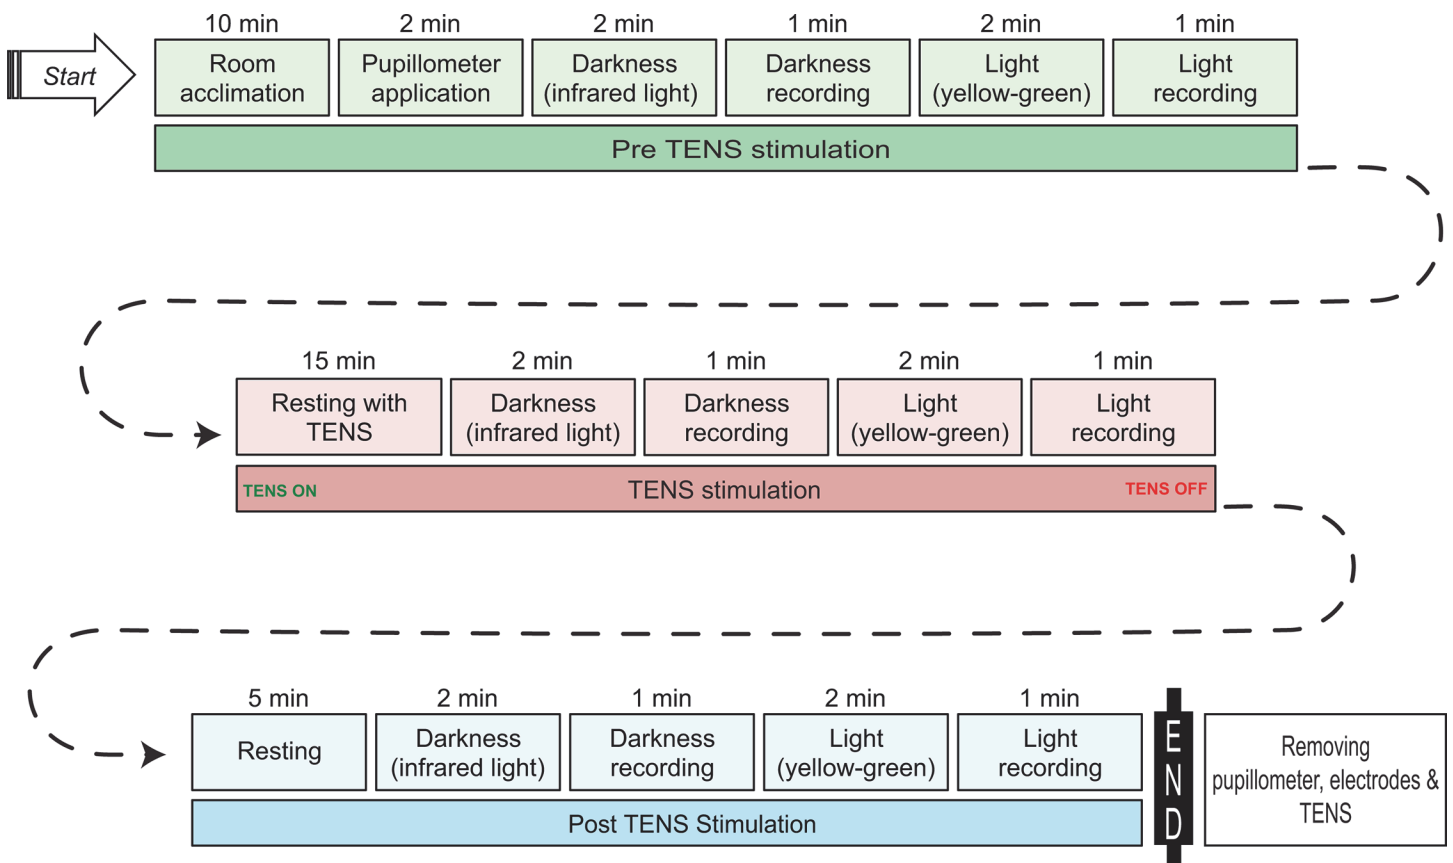 10 min 2 min 2 min 1 min 2 min 1 min
Start
Room
acclimation
Pupillometer
application
Darkness
(infrared light)
Darkness
recording
Light
(yellow-green)
Light
recording
Pre TENS stimulation
15 min 2 min 1 min 2 min 1 min
Resting with
TENS
Darkness
(infrared light)
Darkness
recording
Light
(yellow-green)
Light
recording
TENS ON TENS stimulation TENS OFF
5 min 2 min 1 min 2 min 1 min
Resting
Darkness
(infrared light)
Darkness
recording
Light
(yellow-green)
Light
recording
Post TENS Stimulation
END
Removing
pupillometer, electrodes &
TENS